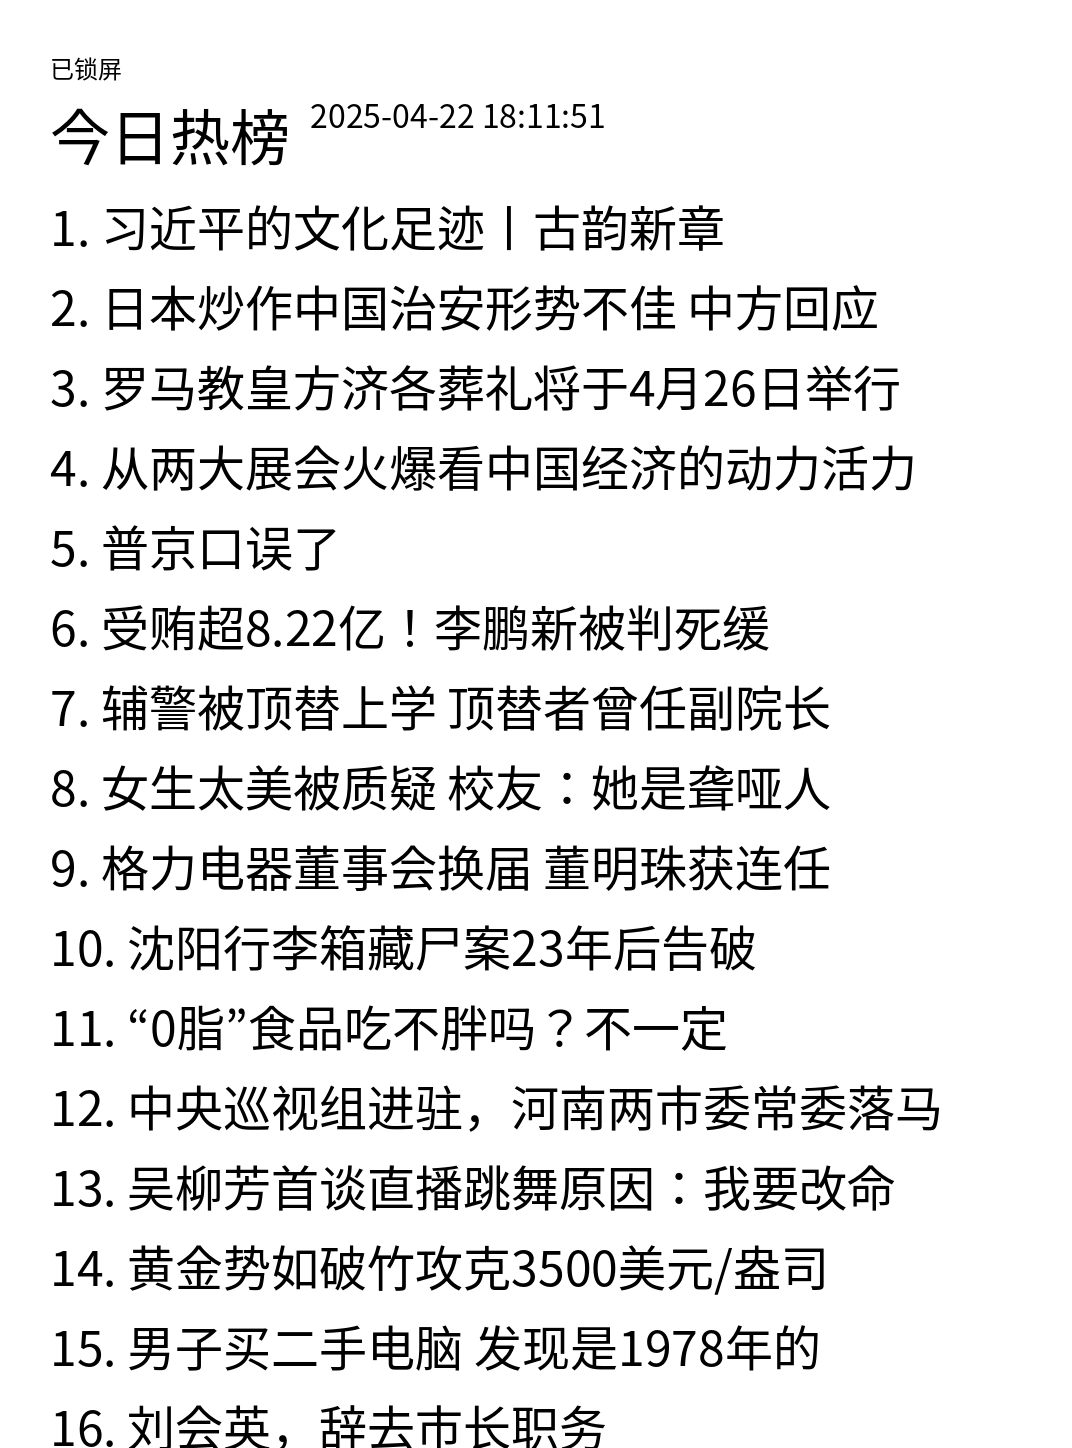 已锁屏
今日热榜 2025-04-22 18:11:51
1. 习近平的文化足迹丨古韵新章
2. 日本炒作中国治安形势不佳 中方回应
3. 罗马教皇方济各葬礼将于4月26日举行
4. 从两大展会火爆看中国经济的动力活力
5. 普京口误了
6. 受贿超8.22亿！李鹏新被判死缓
7. 辅警被顶替上学 顶替者曾任副院长
8. 女生太美被质疑 校友：她是聋哑人
9. 格力电器董事会换届 董明珠获连任
10. 沈阳行李箱藏尸案23年后告破
11. “0脂”食品吃不胖吗？不一定
12. 中央巡视组进驻，河南两市委常委落马
13. 吴柳芳首谈直播跳舞原因：我要改命
14. 黄金势如破竹攻克3500美元/盎司
15. 男子买二手电脑 发现是1978年的
16. 刘会英，辞去市长职务